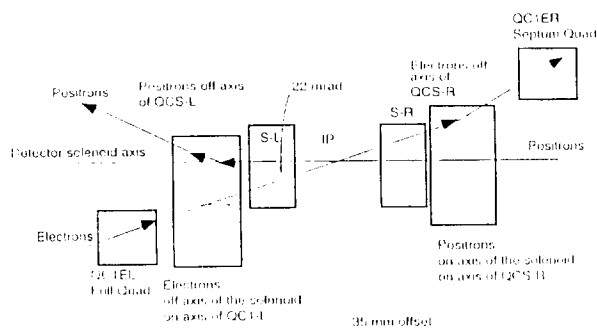 QC1ER
Septum Quad
Electrons off
axis of
QCS-R
Positrons off axis
of QCS-L
22 mrad
Positrons
S-L
IP
S-R
Detector solenoid axis
Positrons
Electrons
QC1EL
Full Quad
Electrons
off axis of the solenoid
on axis of QC1-L
Positrons
on axis of the solenoid
on axis of QCS-R
35 mm offset